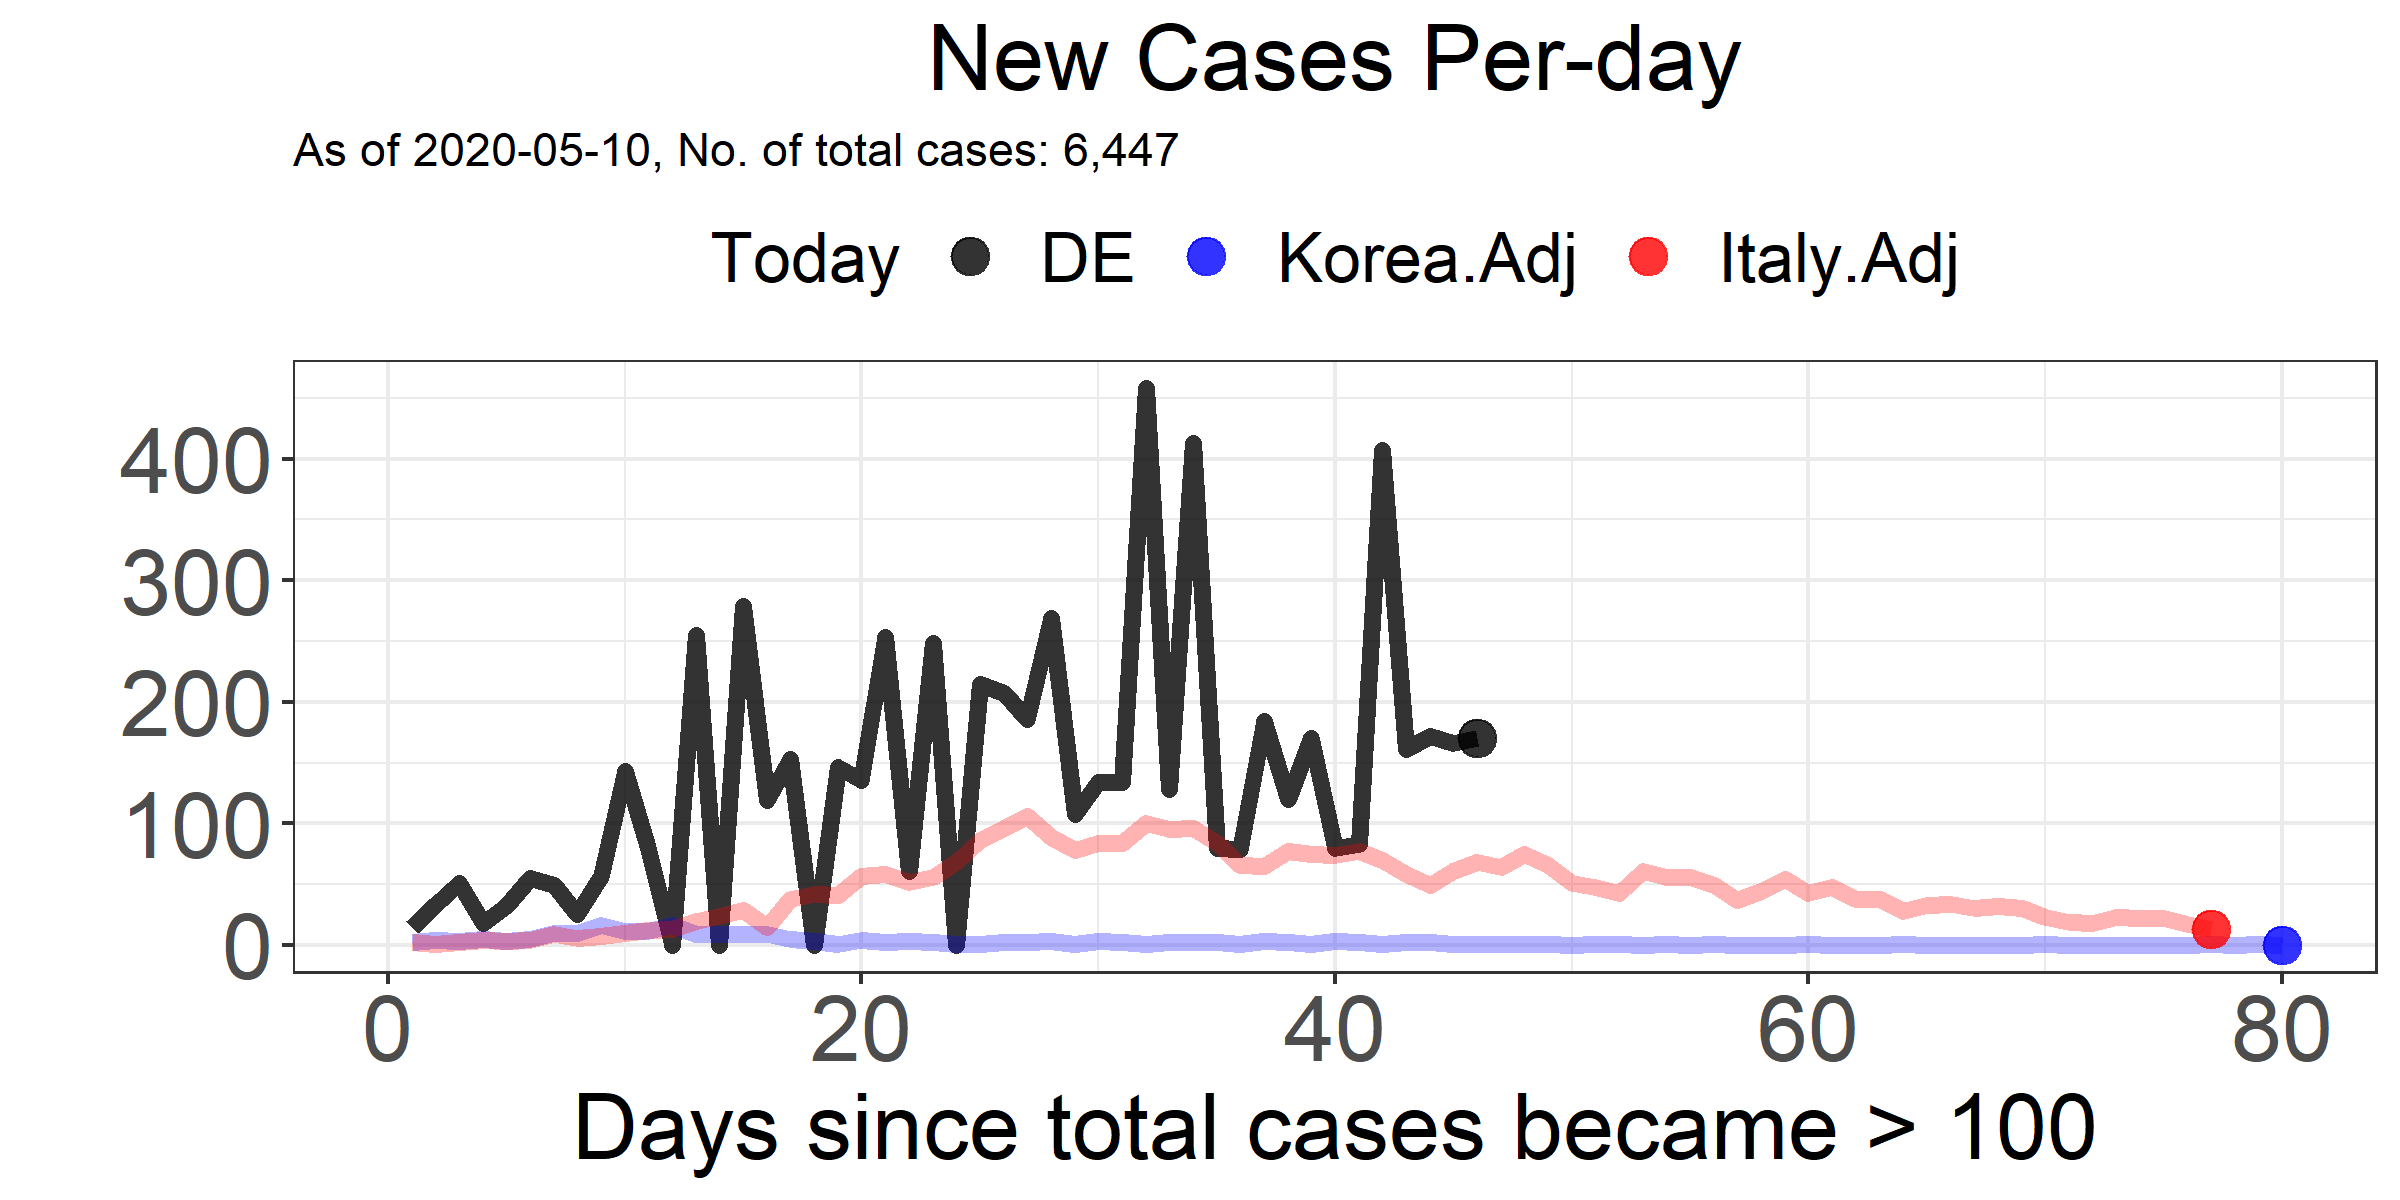 New Cases Per-day
As of 2020-05-10, No. of total cases: 6,447
Today DE Korea.Adj Italy.Adj
400
300
200
100
0
0 20 40 60 80
Days since total cases became > 100